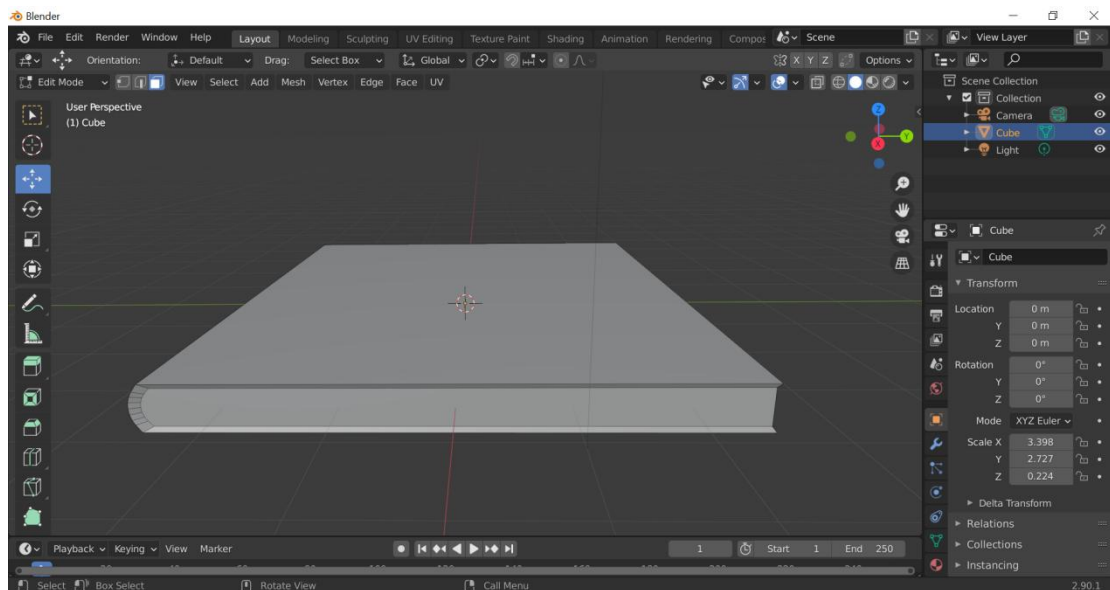 Blender
File Edit Render Window Help Layout Modeling Sculpting UV Editing Texture Paint Shading Animation Rendering Compos Scene View Layer
Orientation: Default Drag: Select Box Global X Y Z Options
Edit Mode View Select Add Mesh Vertex Edge Face UV
User Perspective
(1) Cube
Z
Y
X
Scene Collection
Collection
Camera
Cube
Light
Cube
Cube
Transform
Location 0 m
Y 0 m
Z 0 m
Rotation 0°
Y 0°
Z 0°
Mode XYZ Euler
Scale X 3.398
Y 2.727
Z 0.224
Delta Transform
Relations
Collections
Instancing
Playback Keying View Marker 1 Start 1 End 250
Select Box Select Rotate View Call Menu 2.90.1